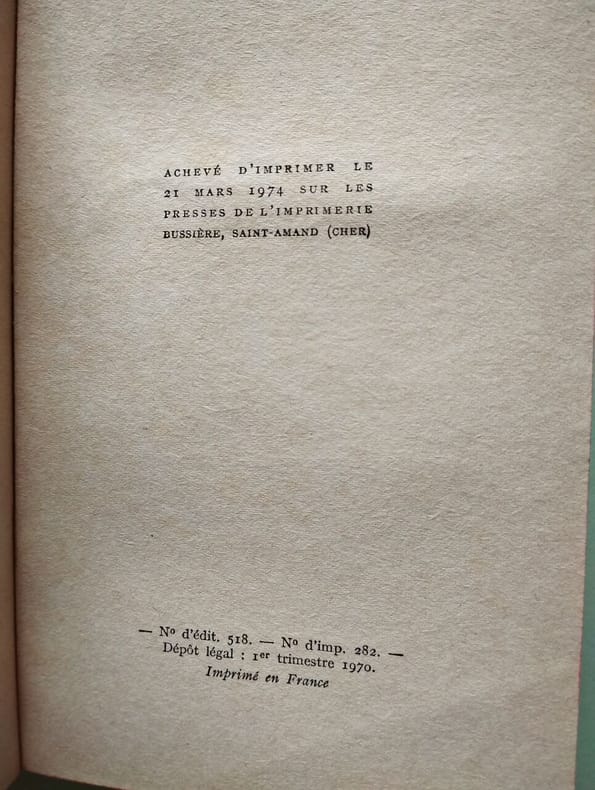 ACHEVÉ D'IMPRIMER LE
21 MARS 1974 SUR LES
PRESSES DE L'IMPRIMERIE
BUSSIÈRE, SAINT-AMAND (CHER)
— Nº d'édit. 518. — Nº d'imp. 282. —
Dépôt légal : 1er trimestre 1970.
Imprimé en France